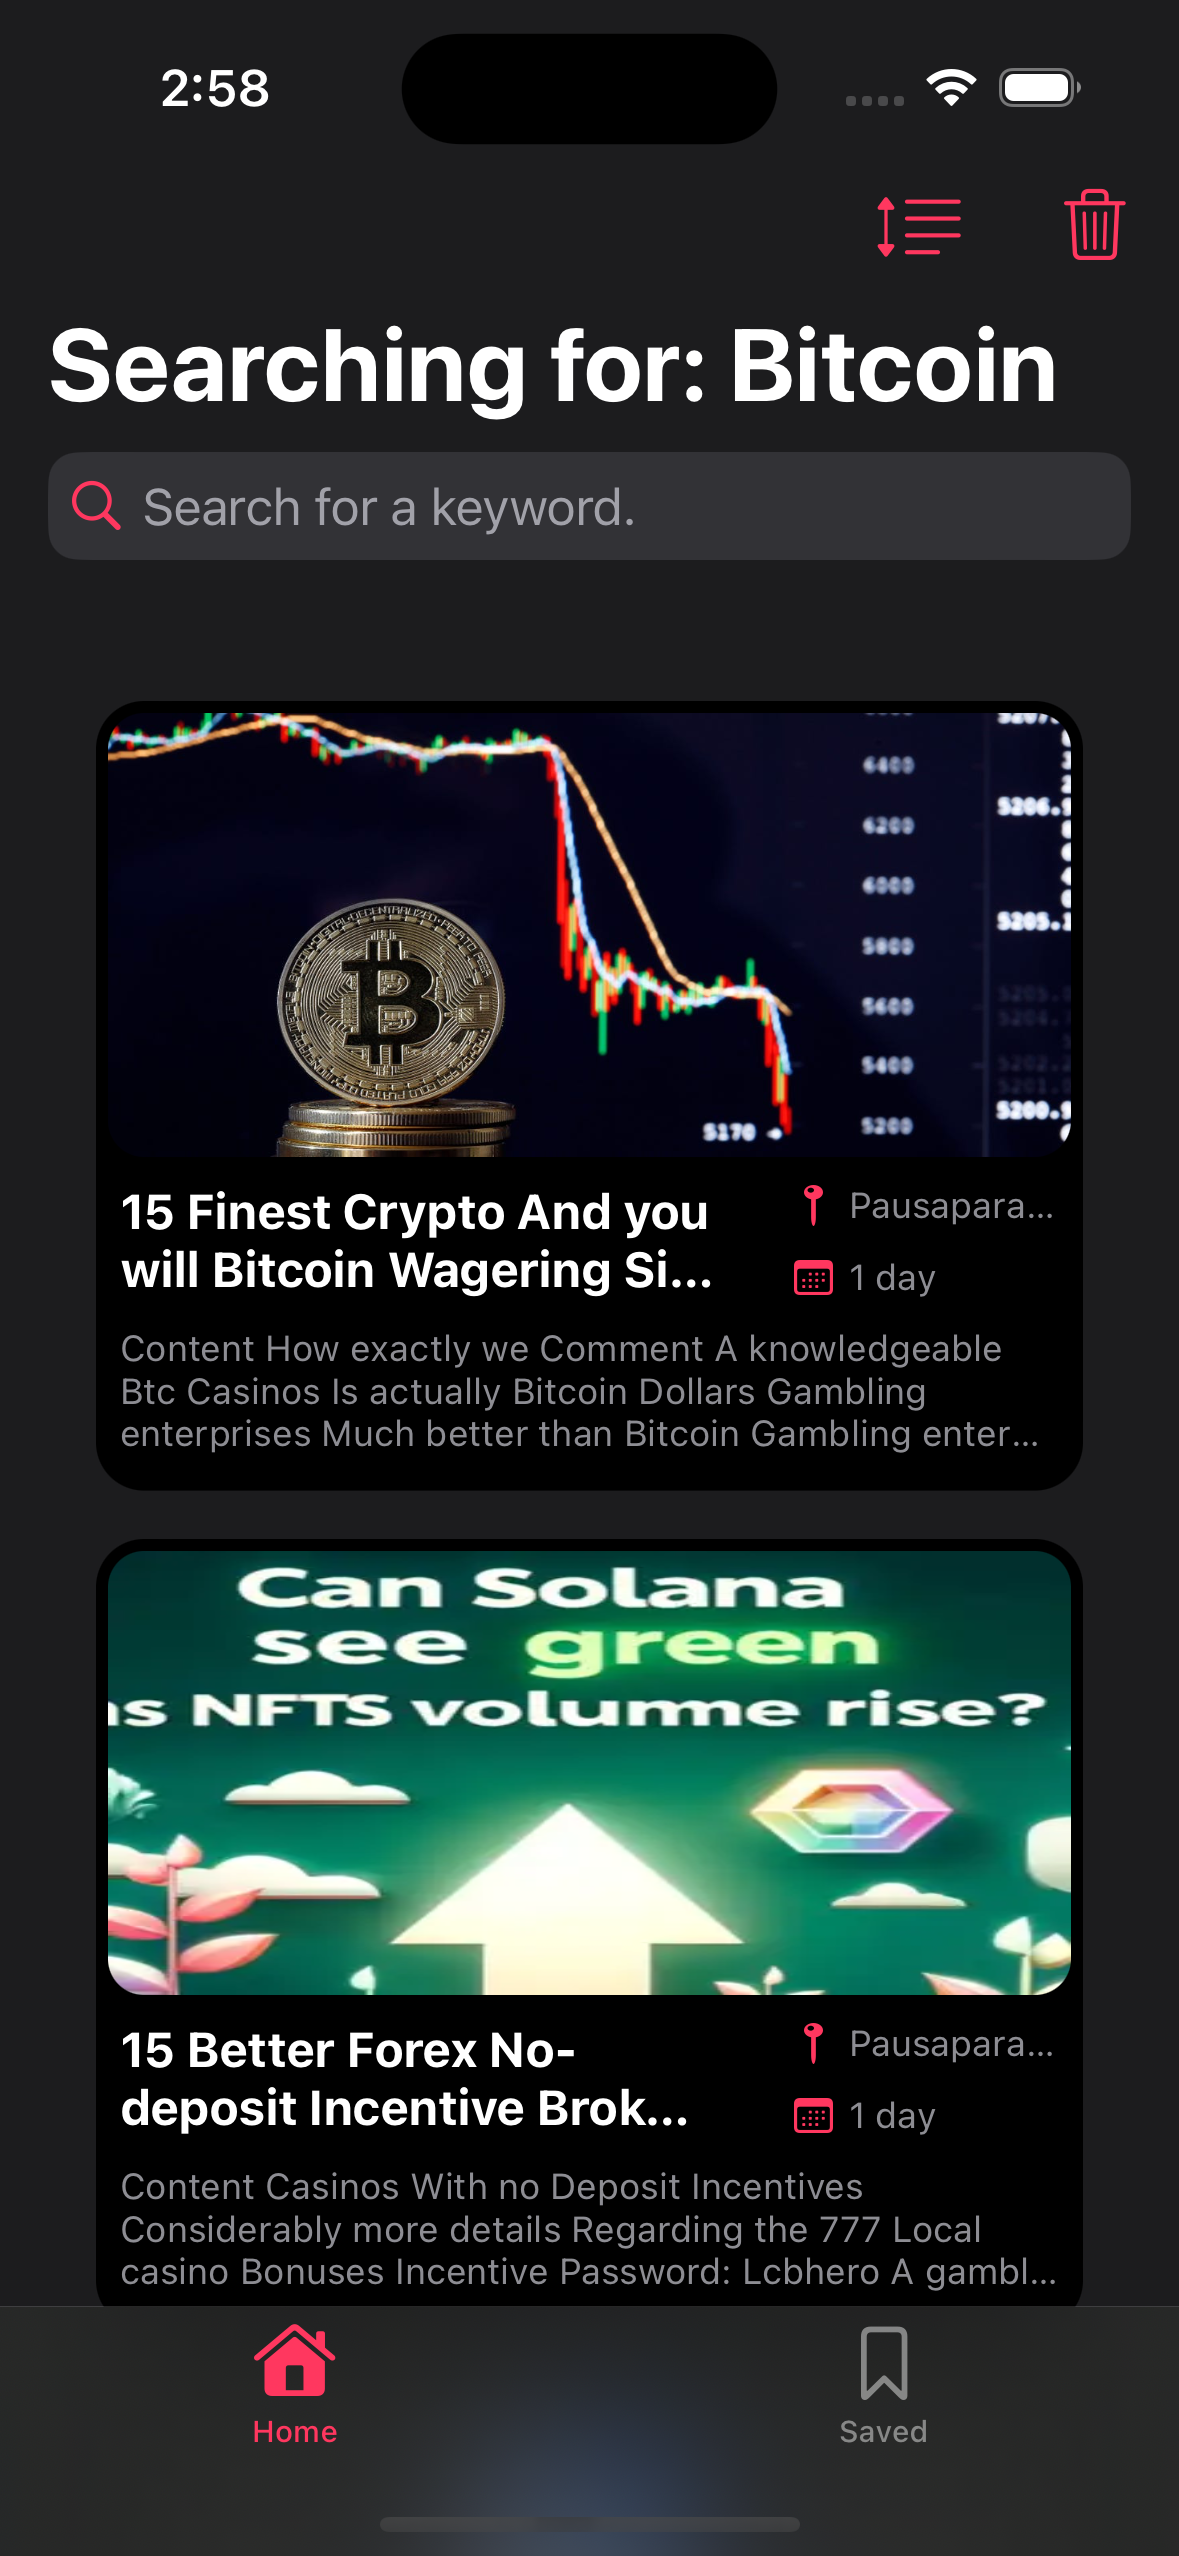 2:58
Searching for: Bitcoin
Search for a keyword.
6400
5206.
6200
6000
5205.
5800
5600
5400
5200.
5170
5200
15 Finest Crypto And you
will Bitcoin Wagering Si...
Pausapara...
1 day
Content How exactly we Comment A knowledgeable
Btc Casinos Is actually Bitcoin Dollars Gambling
enterprises Much better than Bitcoin Gambling enter...
Can Solana
see green
as NFTS volume rise?
15 Better Forex No-
deposit Incentive Brok...
Pausapara...
1 day
Content Casinos With no Deposit Incentives
Considerably more details Regarding the 777 Local
casino Bonuses Incentive Password: Lcbhero A gambl...
Home
Saved